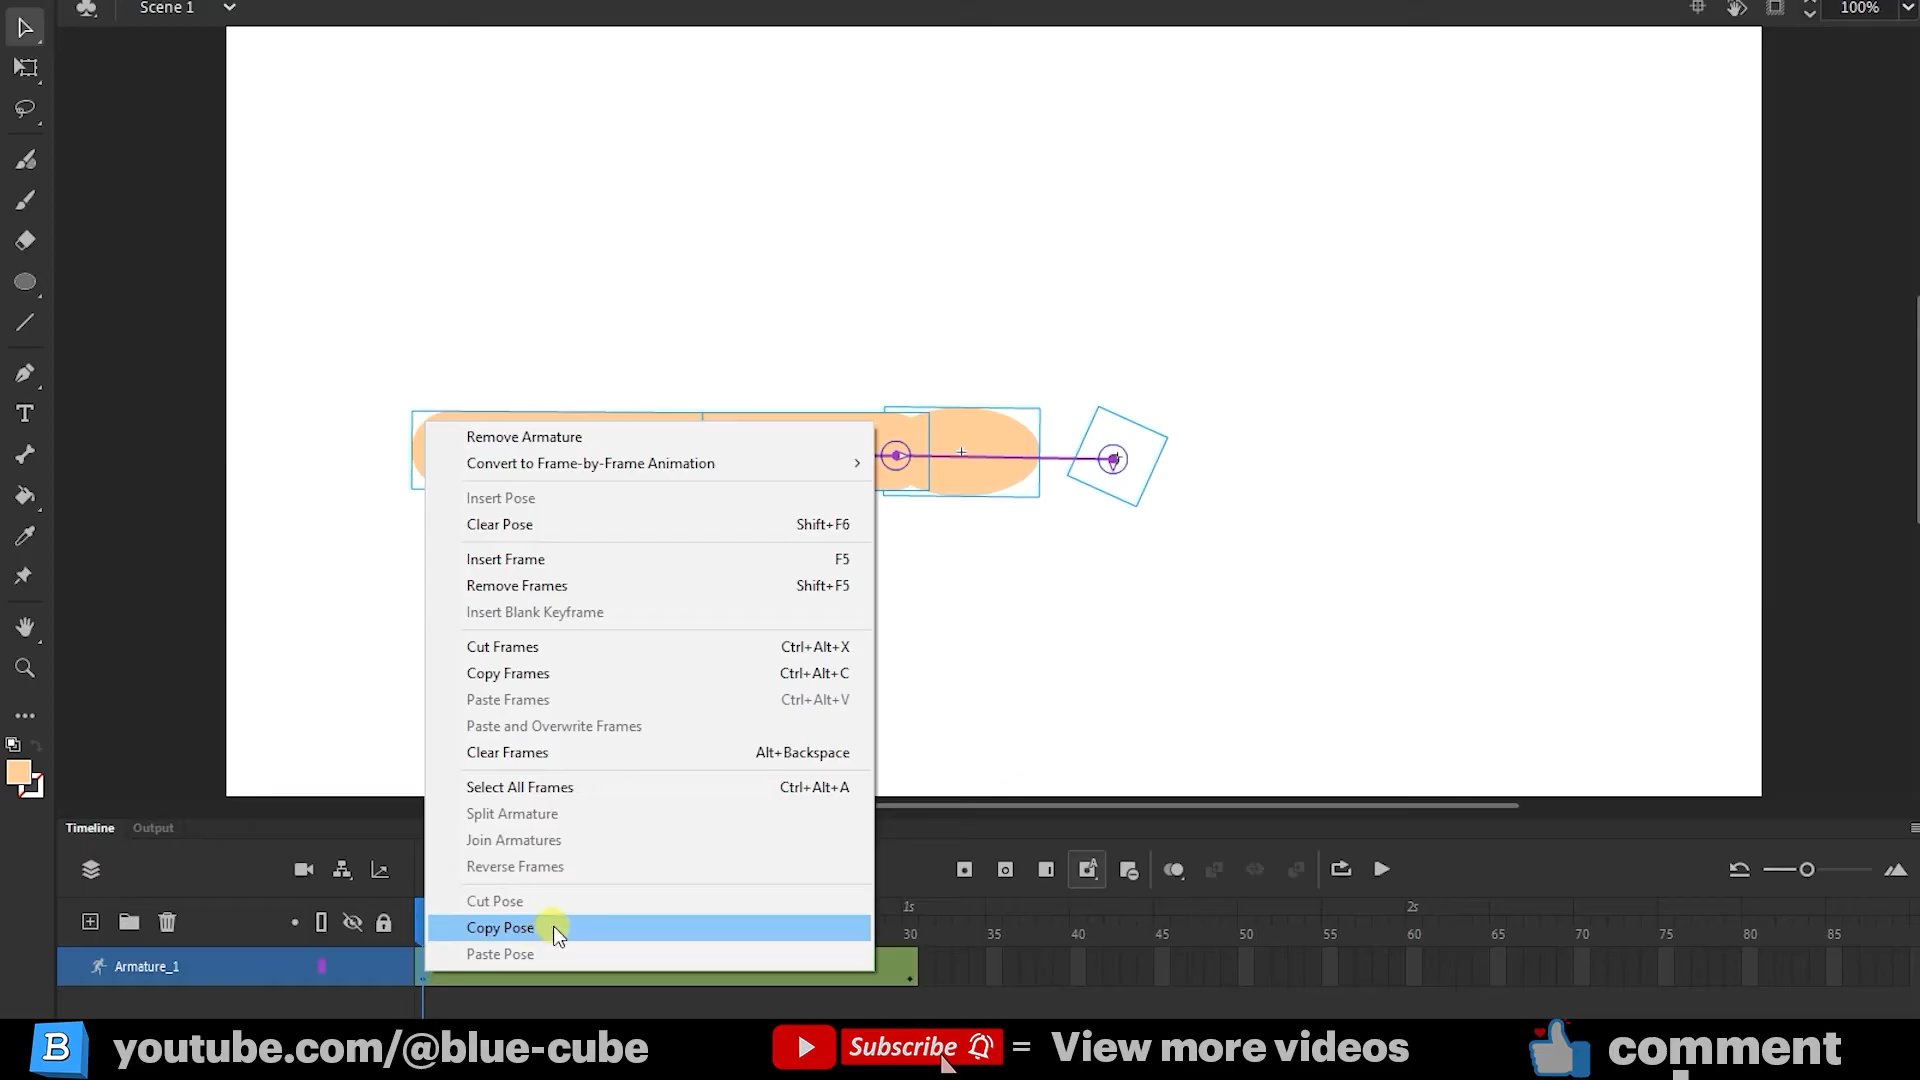 Scene 1
100%
Remove Armature
Convert to Frame-by-Frame Animation
Insert Pose
Clear Pose Shift+F6
Insert Frame F5
Remove Frames Shift+F5
Insert Blank Keyframe
Cut Frames Ctrl+Alt+X
Copy Frames Ctrl+Alt+C
Paste Frames Ctrl+Alt+V
Paste and Overwrite Frames
Clear Frames Alt+Backspace
Select All Frames Ctrl+Alt+A
Split Armature
Join Armatures
Reverse Frames
Cut Pose
Copy Pose
Paste Pose
Timeline Output
1s 2s
30 35 40 45 50 55 60 65 70 75 80 85
Armature_1
B youtube.com/@blue-cube Subscribe = View more videos comment